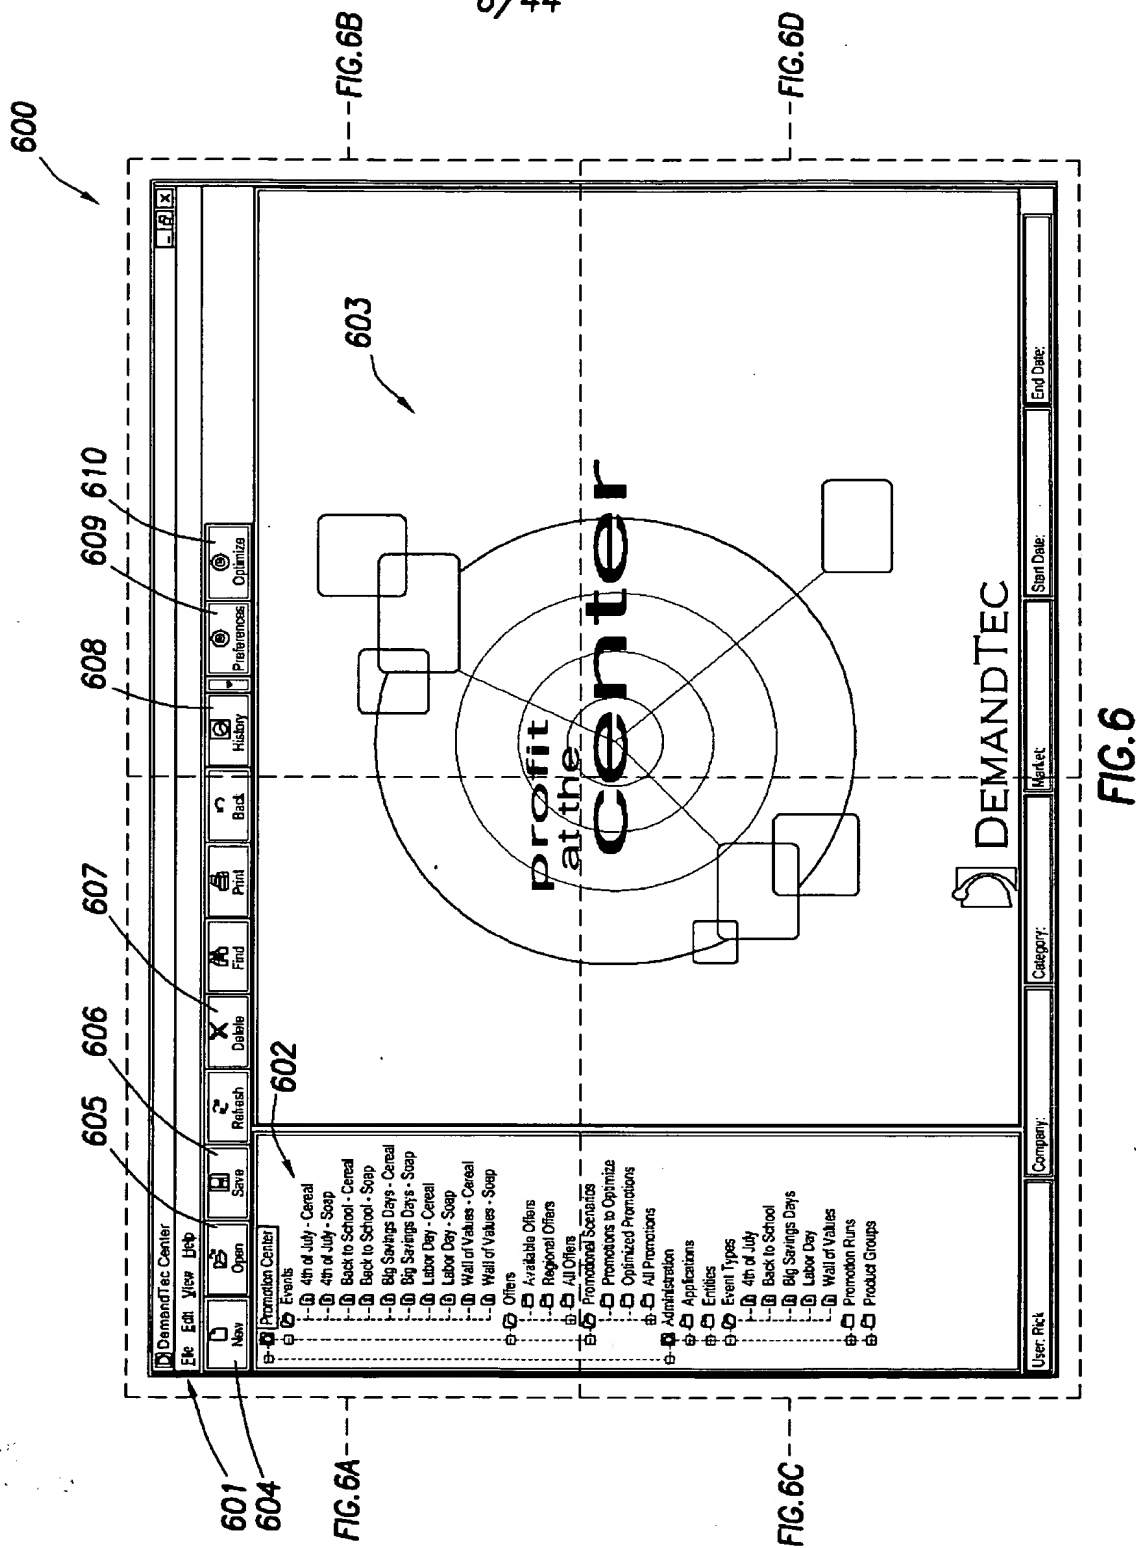 6/44
600
FIG.6A
FIG.6B
FIG.6C
FIG.6D
601
604
605
606
607
608
609
610
DemandTec Center
File Edit View Help
New
Open
Save
Refresh
Delete
Find
Print
Back
History
Preferences
Optimize
602
Promotion Center
Events
4th of July - Cereal
4th of July - Soap
Back to School - Cereal
Back to School - Soap
Big Savings Days - Cereal
Big Savings Days - Soap
Labor Day - Cereal
Labor Day - Soap
Wall of Values - Cereal
Wall of Values - Soap
Offers
Available Offers
Regional Offers
All Offers
Promotional Scenarios
Promotions to Optimize
Optimized Promotions
All Promotions
Administration
Applications
Entities
Event Types
4th of July
Back to School
Big Savings Days
Labor Day
Wall of Values
Promotion Runs
Product Groups
603
profit
at the
center
DEMANDTEC
User: Rick
Company:
Category:
Market:
Start Date:
End Date:
FIG.6